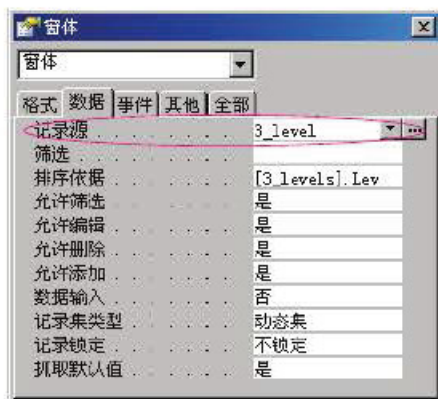 窗体
窗体
格式 数据 事件 其他 全部
记录源 . . . . . . . 3_level
筛选 . . . . . . . .
排序依据 . . . . . . [3_levels].Lev
允许筛选 . . . . . . 是
允许编辑 . . . . . . 是
允许删除 . . . . . . 是
允许添加 . . . . . . 是
数据输入 . . . . . . 否
记录集类型 . . . . . 动态集
记录锁定 . . . . . . 不锁定
抓取默认值 . . . . . 是